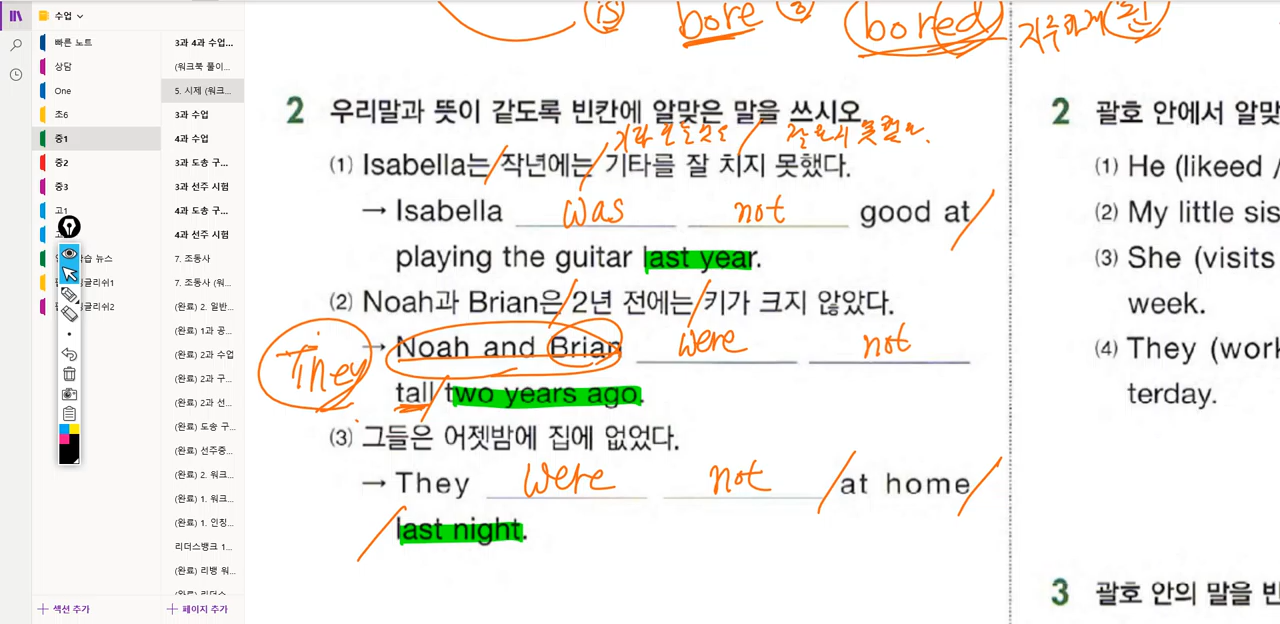 수업
빠른 노트
상담
One
초6
중1
중2
중3
고1
3과 4과 수업...
(워크북 풀이...
5. 시제 (워크...
3과 수업
4과 수업
3과 도송 구...
3과 선주 시험
4과 도송 구...
4과 선주 시험
7. 조동사
7. 조동사 (워...
(완료) 2. 일반...
(완료) 1과 공...
(완료) 2과 수업
(완료) 2과 구...
(완료) 2과 선...
(완료) 도송 구...
(완료) 선주중...
(완료) 2. 워크...
(완료) 1. 워크...
(완료) 1. 인칭...
리더스뱅크 1...
(완료) 리뱅 워...
섹션 추가
페이지 추가
is bore bored
2 우리말과 뜻이 같도록 빈칸에 알맞은 말을 쓰시오.
(1) Isabella는 작년에는 기타를 잘 치지 못했다.
→ Isabella was not good at
playing the guitar last year.
(2) Noah과 Brian은 2년 전에는 키가 크지 않았다.
They → Noah and Brian were not
tall two years ago.
(3) 그들은 어젯밤에 집에 없었다.
→ They were not at home
last night.
2 괄호 안에서 알맞
(1) He (likeed /
(2) My little sis
(3) She (visits
week.
(4) They (work
terday.
3 괄호 안의 말을 빈